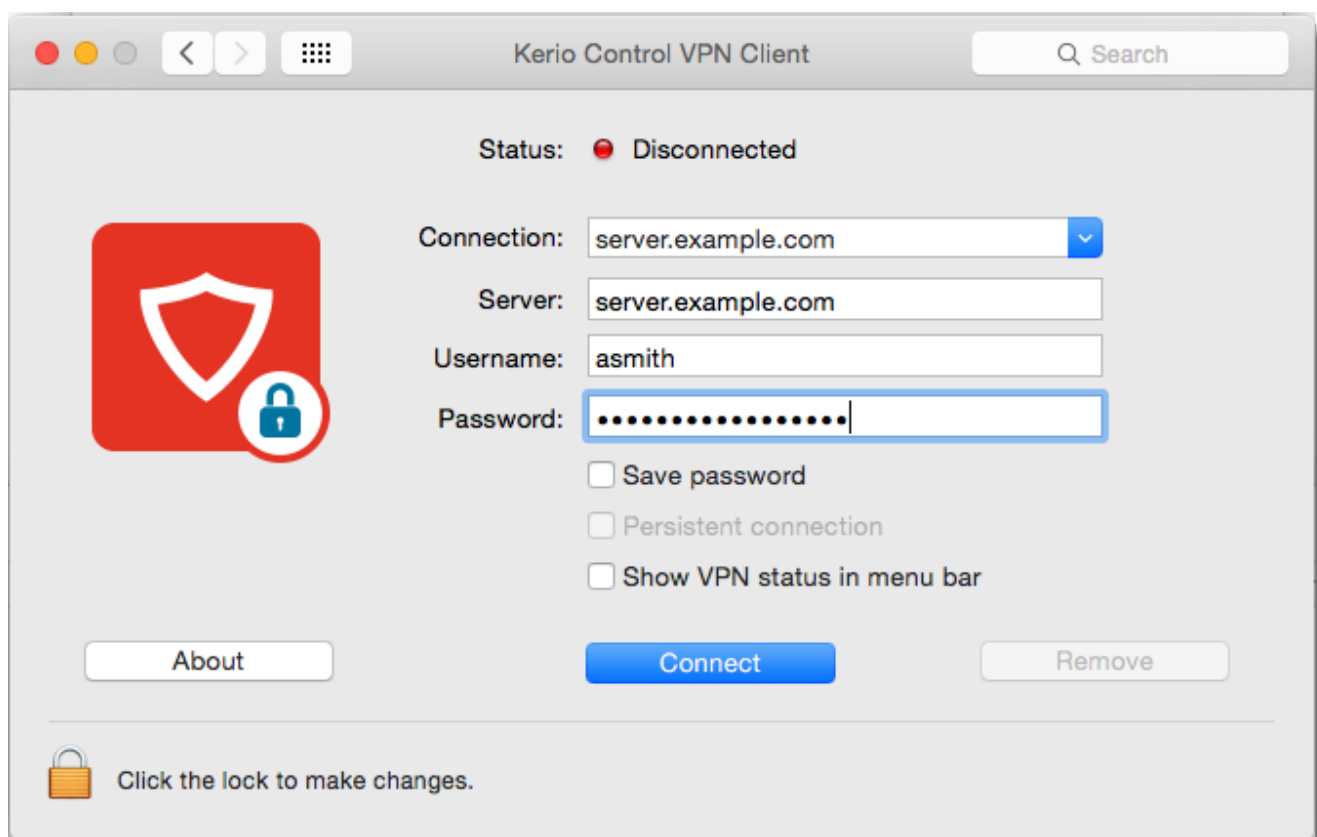 Kerio Control VPN Client
Search
Status: Disconnected
Connection: server.example.com
Server: server.example.com
Username: asmith
Password: •••••••••••••••••
Save password
Persistent connection
Show VPN status in menu bar
About Connect Remove
Click the lock to make changes.